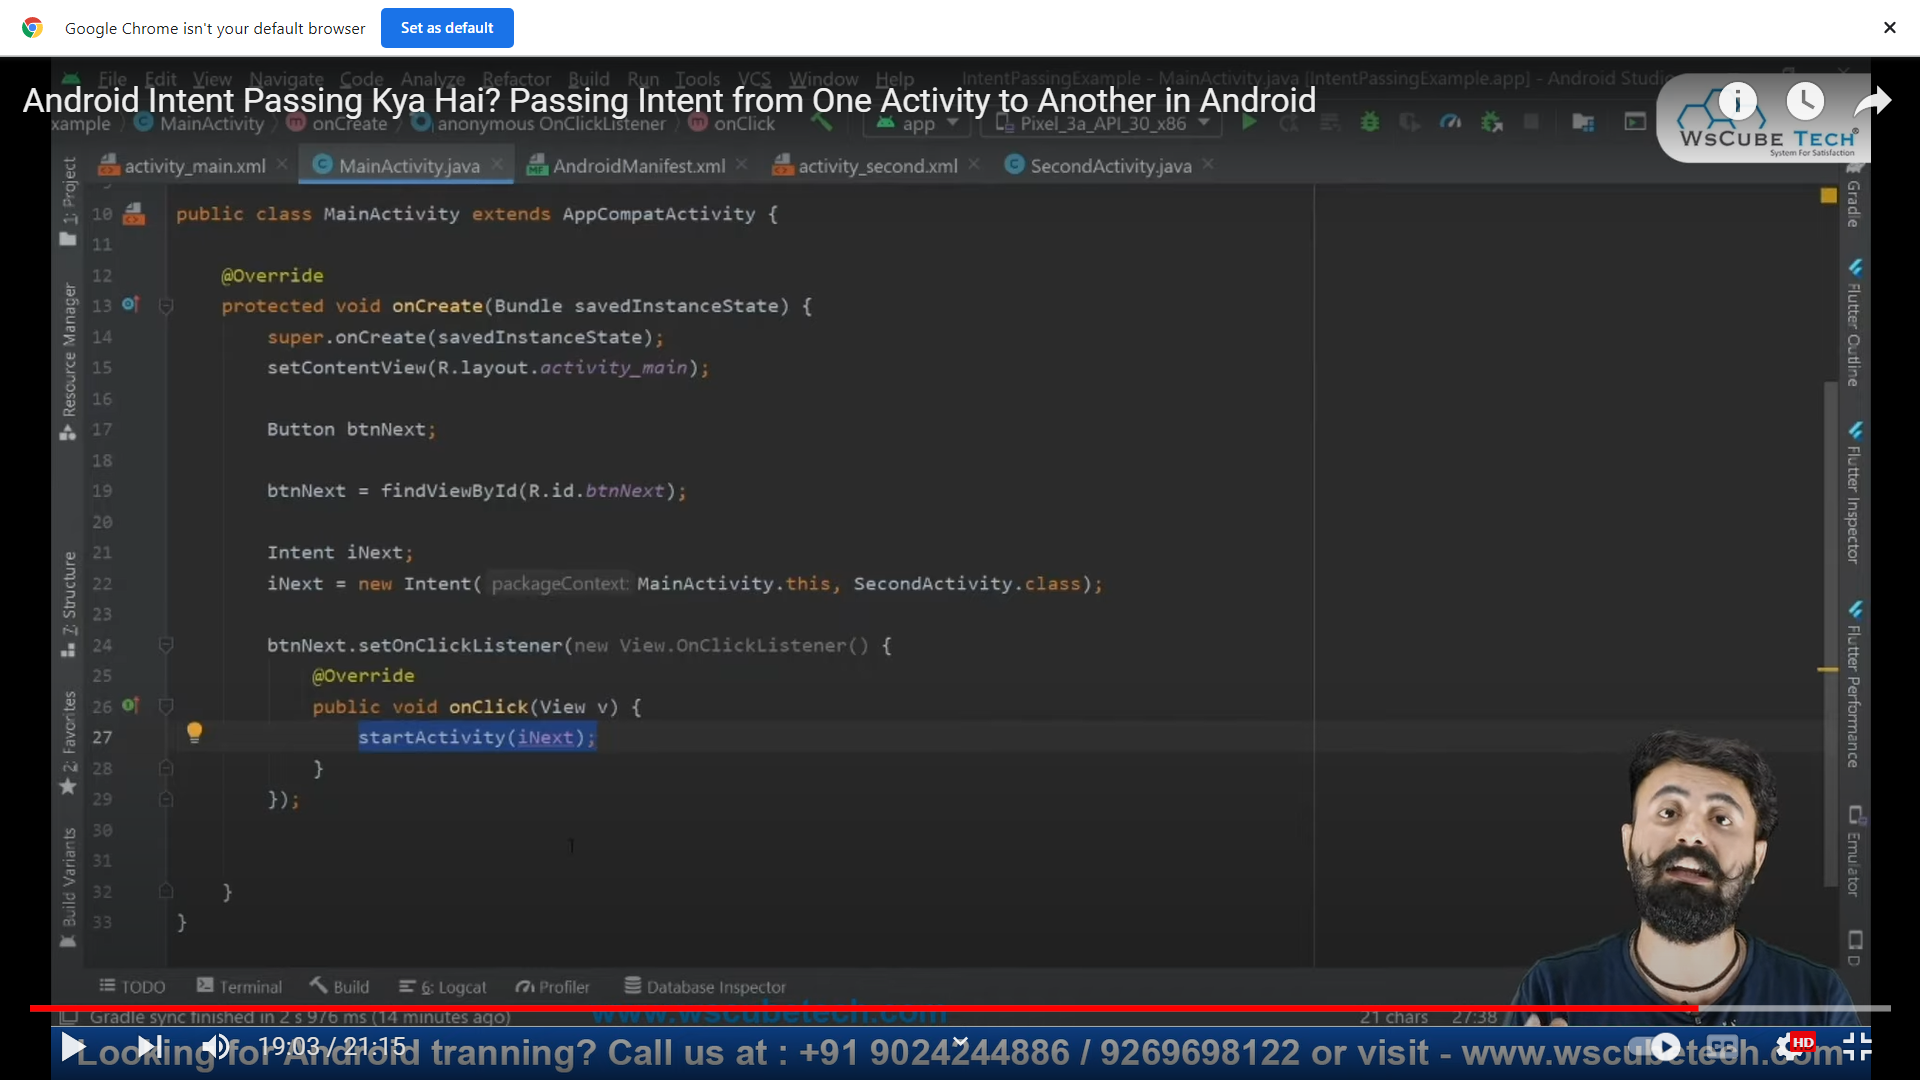 Google Chrome isn't your default browser Set as default
File Edit View Navigate Code Analyze Refactor Build Run Tools VCS Window Help IntentPassingExample - MainActivity.java [IntentPassingExample.app] - Android Studio
Android Intent Passing Kya Hai? Passing Intent from One Activity to Another in Android
WsCube Tech®
System For Satisfaction
xample MainActivity onCreate anonymous OnClickListener onClick app Pixel_3a_API_30_x86
activity_main.xml MainActivity.java AndroidManifest.xml activity_second.xml SecondActivity.java
1: Project
Resource Manager
7: Structure
2: Favorites
Build Variants
10 public class MainActivity extends AppCompatActivity {
11
12 @Override
13 protected void onCreate(Bundle savedInstanceState) {
14 super.onCreate(savedInstanceState);
15 setContentView(R.layout.activity_main);
16
17 Button btnNext;
18
19 btnNext = findViewById(R.id.btnNext);
20
21 Intent iNext;
22 iNext = new Intent( packageContext: MainActivity.this, SecondActivity.class);
23
24 btnNext.setOnClickListener(new View.OnClickListener() {
25 @Override
26 public void onClick(View v) {
27 startActivity(iNext);
28 }
29 });
30
31
32 }
33 }
Gradle
Flutter Outline
Flutter Inspector
Flutter Performance
Emulator
D
TODO Terminal Build 6: Logcat Profiler Database Inspector
Gradle sync finished in 2 s 976 ms (14 minutes ago) www.wscubetech.com 21 chars 27:38
19:03 / 21:15 CC HD
Looking for Android tranning? Call us at : +91 9024244886 / 9269698122 or visit - www.wscubetech.com